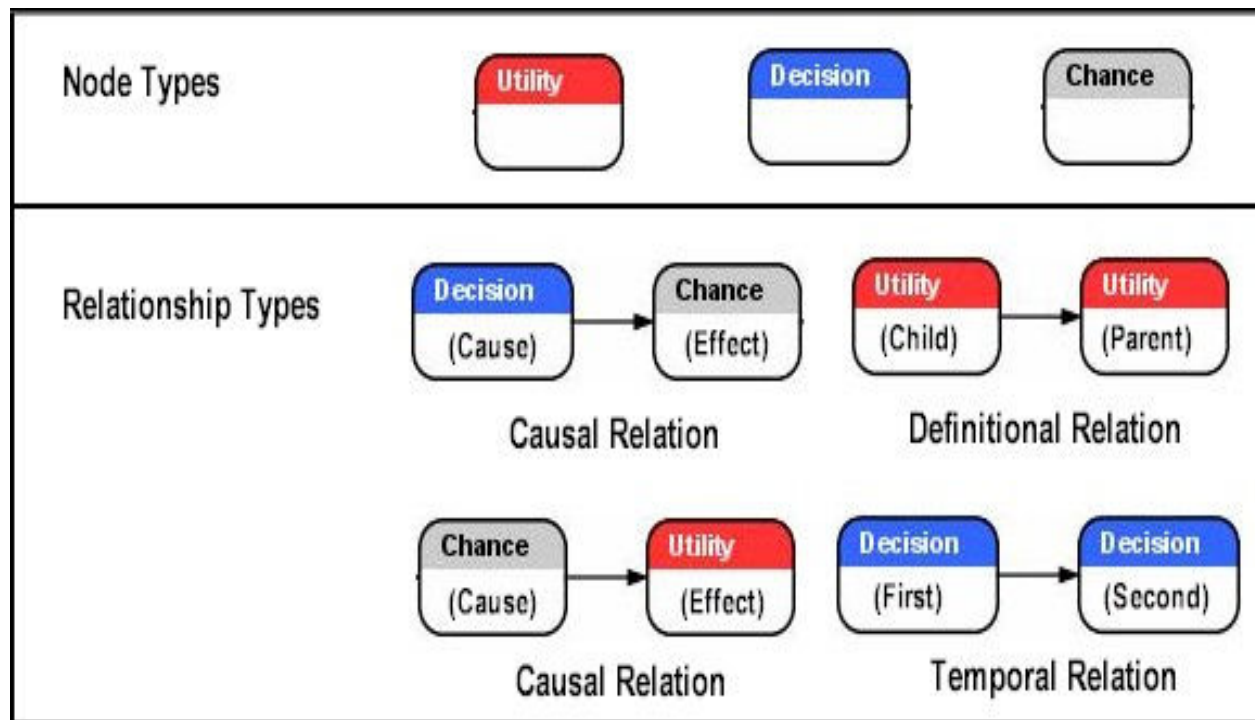 Node Types
Utility
Decision
Chance
Relationship Types
Decision
(Cause)
Chance
(Effect)
Causal Relation
Utility
(Child)
Utility
(Parent)
Definitional Relation
Chance
(Cause)
Utility
(Effect)
Causal Relation
Decision
(First)
Decision
(Second)
Temporal Relation